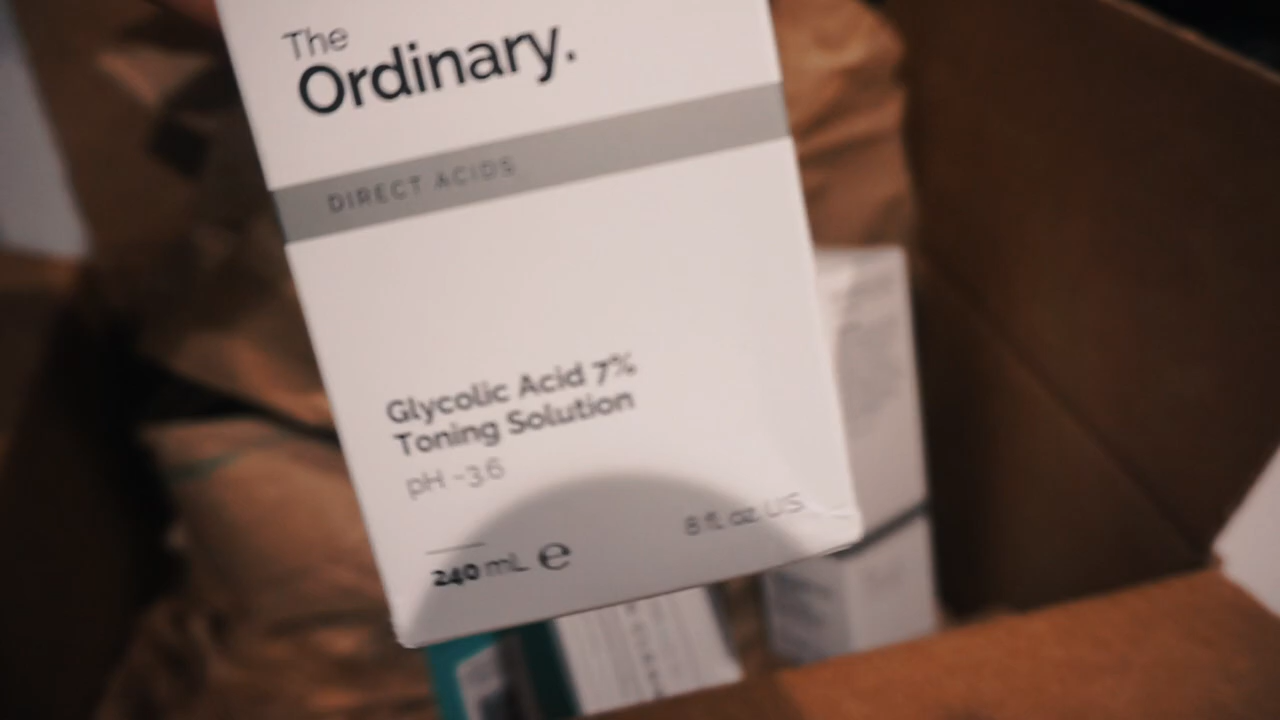 The
Ordinary.
DIRECT ACIDS
Glycolic Acid 7%
Toning Solution
pH ~3.6
240 mL e
8 fl. oz. US